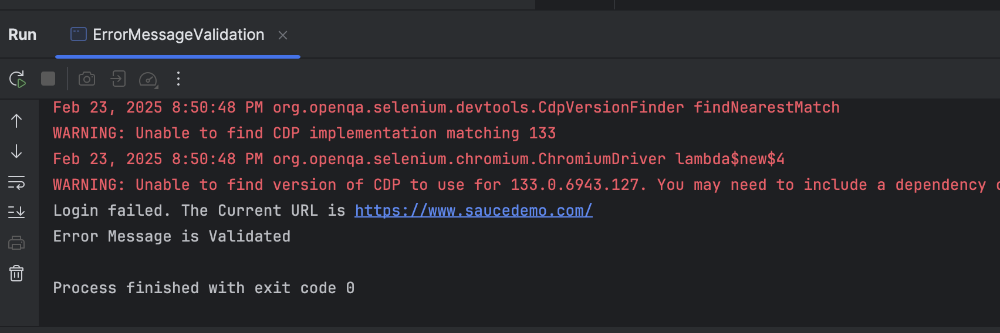 Run ErrorMessageValidation
Feb 23, 2025 8:50:48 PM org.openqa.selenium.devtools.CdpVersionFinder findNearestMatch
WARNING: Unable to find CDP implementation matching 133
Feb 23, 2025 8:50:48 PM org.openqa.selenium.chromium.ChromiumDriver lambda$new$4
WARNING: Unable to find version of CDP to use for 133.0.6943.127. You may need to include a dependency
Login failed. The Current URL is https://www.saucedemo.com/
Error Message is Validated
Process finished with exit code 0